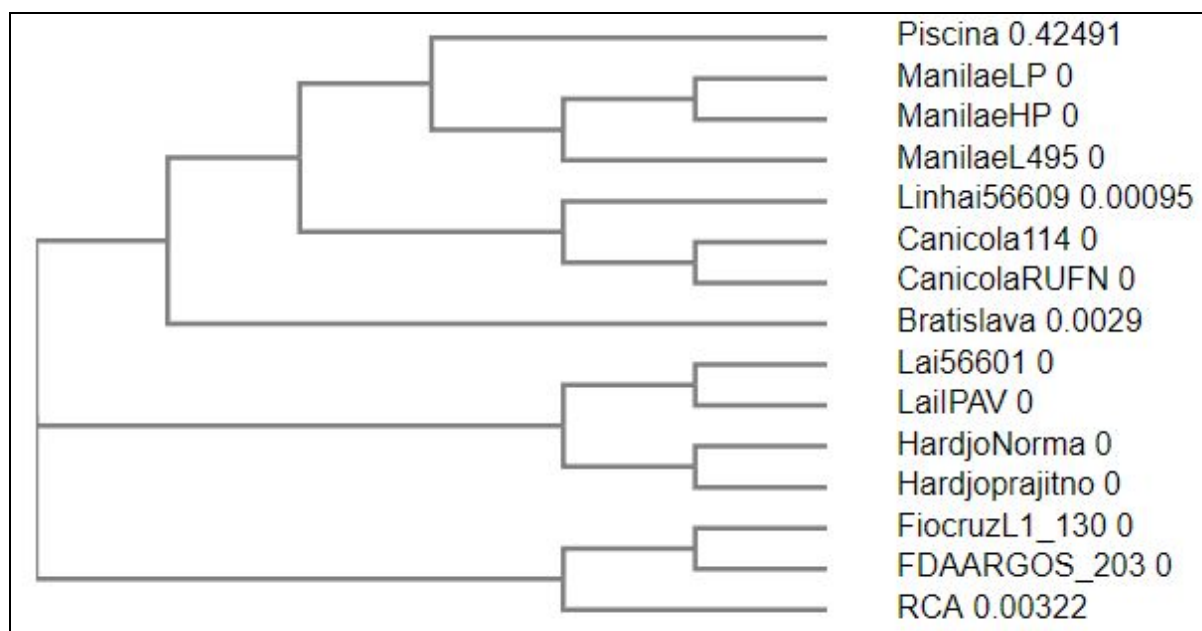 Piscina 0.42491
ManilaeLP 0
ManilaeHP 0
ManilaeL495 0
Linhai56609 0.00095
Canicola114 0
CanicolaRUFN 0
Bratislava 0.0029
Lai56601 0
LaiIPAV 0
HardjoNorma 0
Hardjoprajitno 0
FiocruzL1_130 0
FDAARGOS_203 0
RCA 0.00322